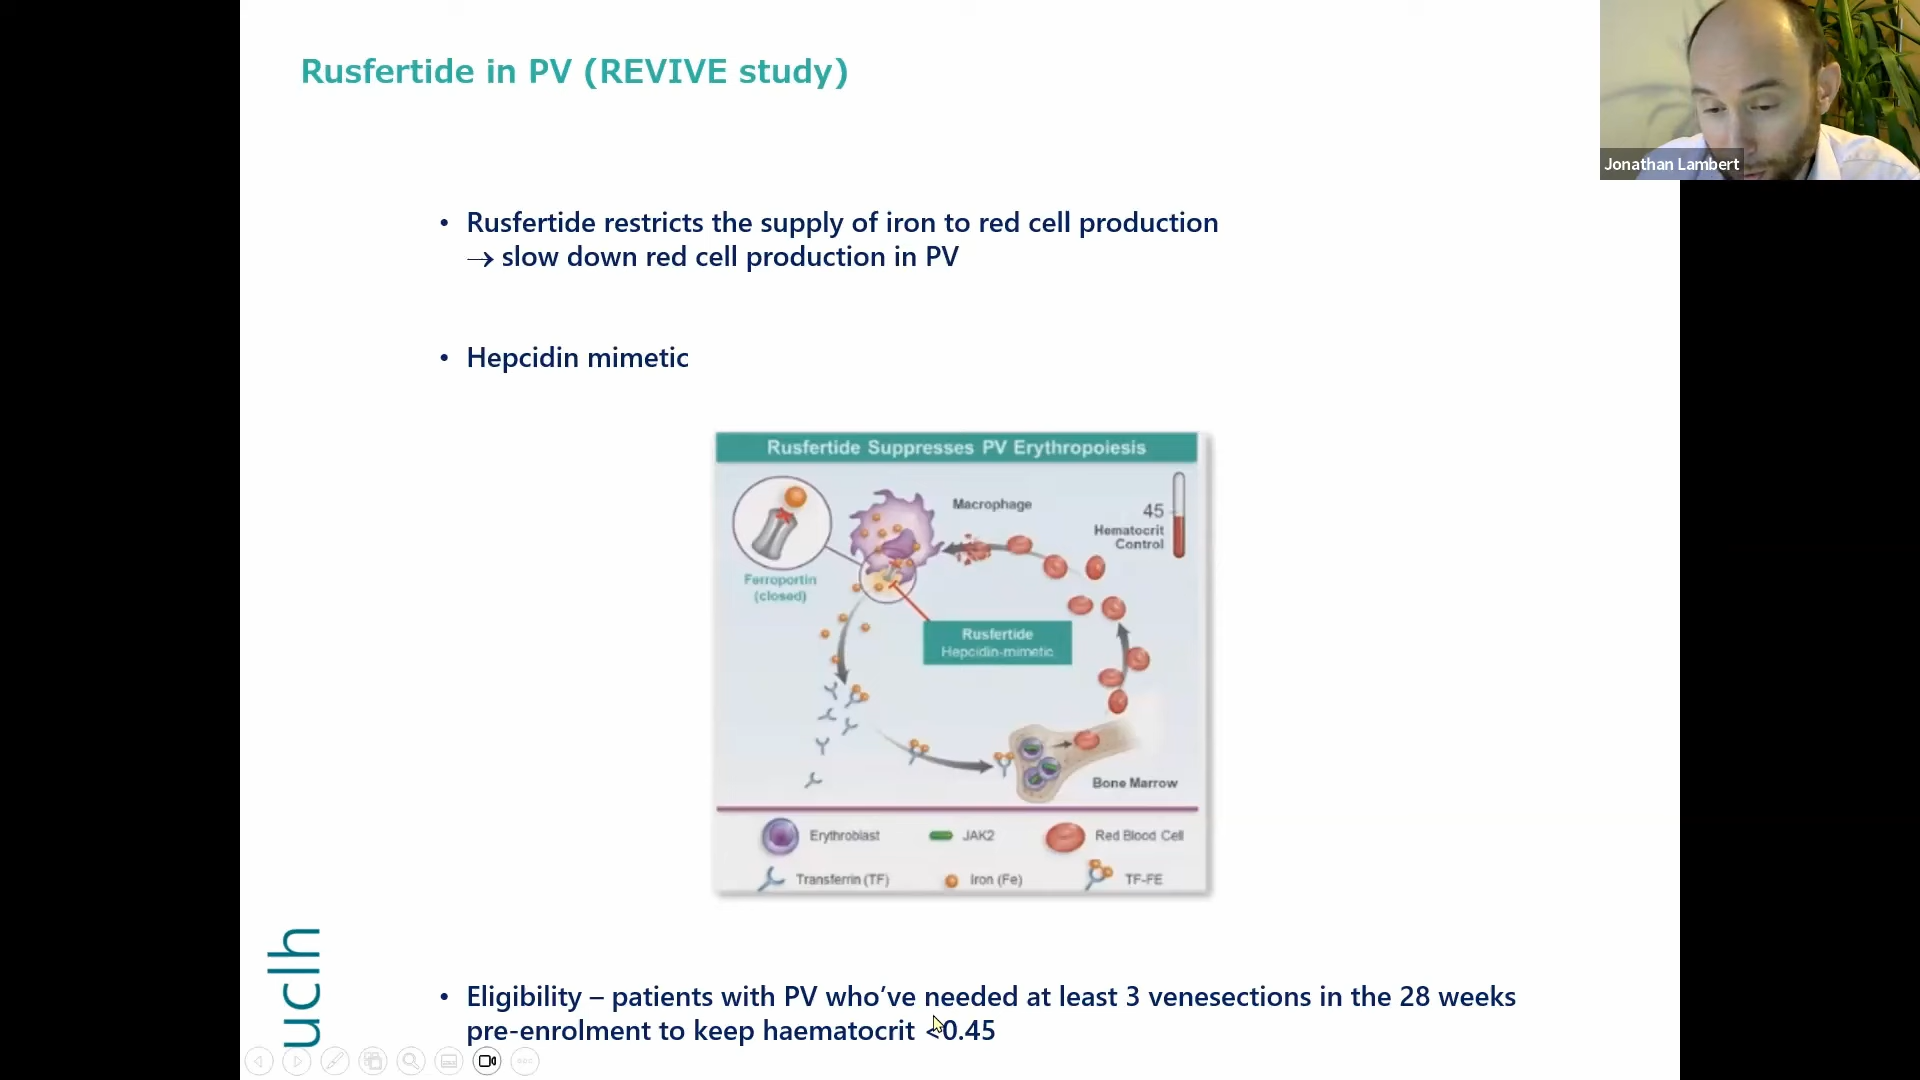 Rusfertide in PV (REVIVE study)
Jonathan Lambert
• Rusfertide restricts the supply of iron to red cell production
→ slow down red cell production in PV
• Hepcidin mimetic
Rusfertide Suppresses PV Erythropoiesis
Macrophage
45
Hematocrit
Control
Ferroportin
(closed)
Rusfertide
Hepcidin-mimetic
Bone Marrow
Erythroblast
JAK2
Red Blood Cell
Transferrin (TF)
Iron (Fe)
TF-FE
uclh
• Eligibility – patients with PV who’ve needed at least 3 venesections in the 28 weeks
pre-enrolment to keep haematocrit <0.45